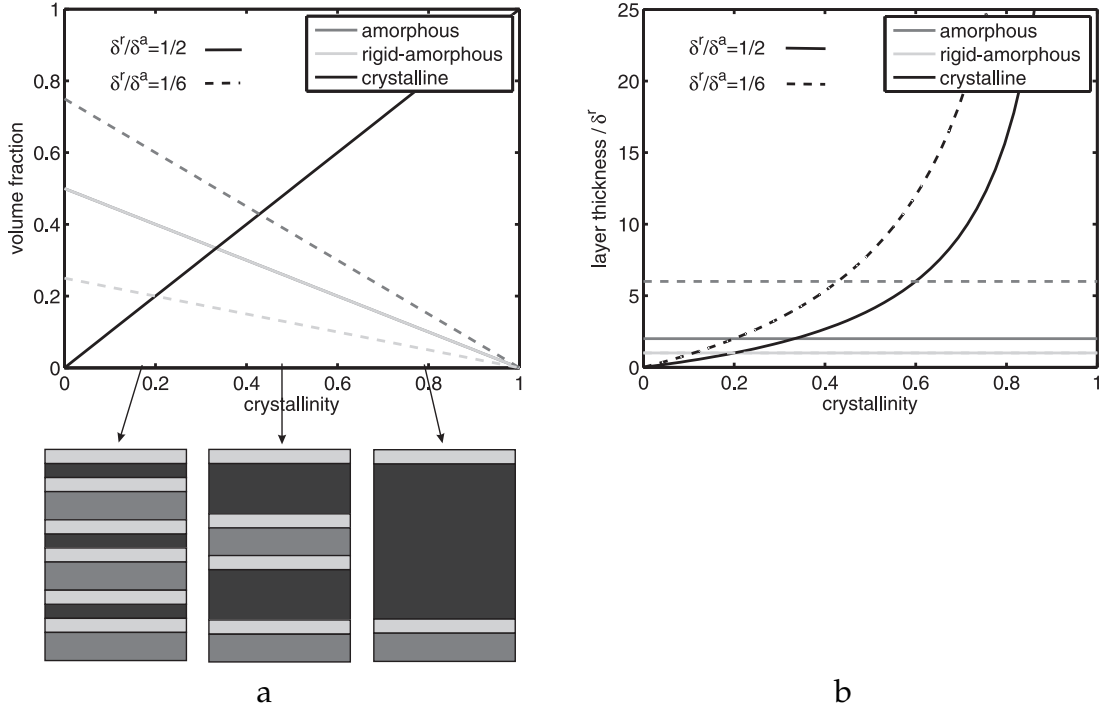 1
0.8
0.6
0.4
0.2
0
0
0.2
0.4
0.6
0.8
1
volume fraction
crystallinity
δʳ/δᵃ=1/2
δʳ/δᵃ=1/6
amorphous
rigid-amorphous
crystalline
a
25
20
15
10
5
0
0
0.2
0.4
0.6
0.8
1
layer thickness / δʳ
crystallinity
δʳ/δᵃ=1/2
δʳ/δᵃ=1/6
amorphous
rigid-amorphous
crystalline
b